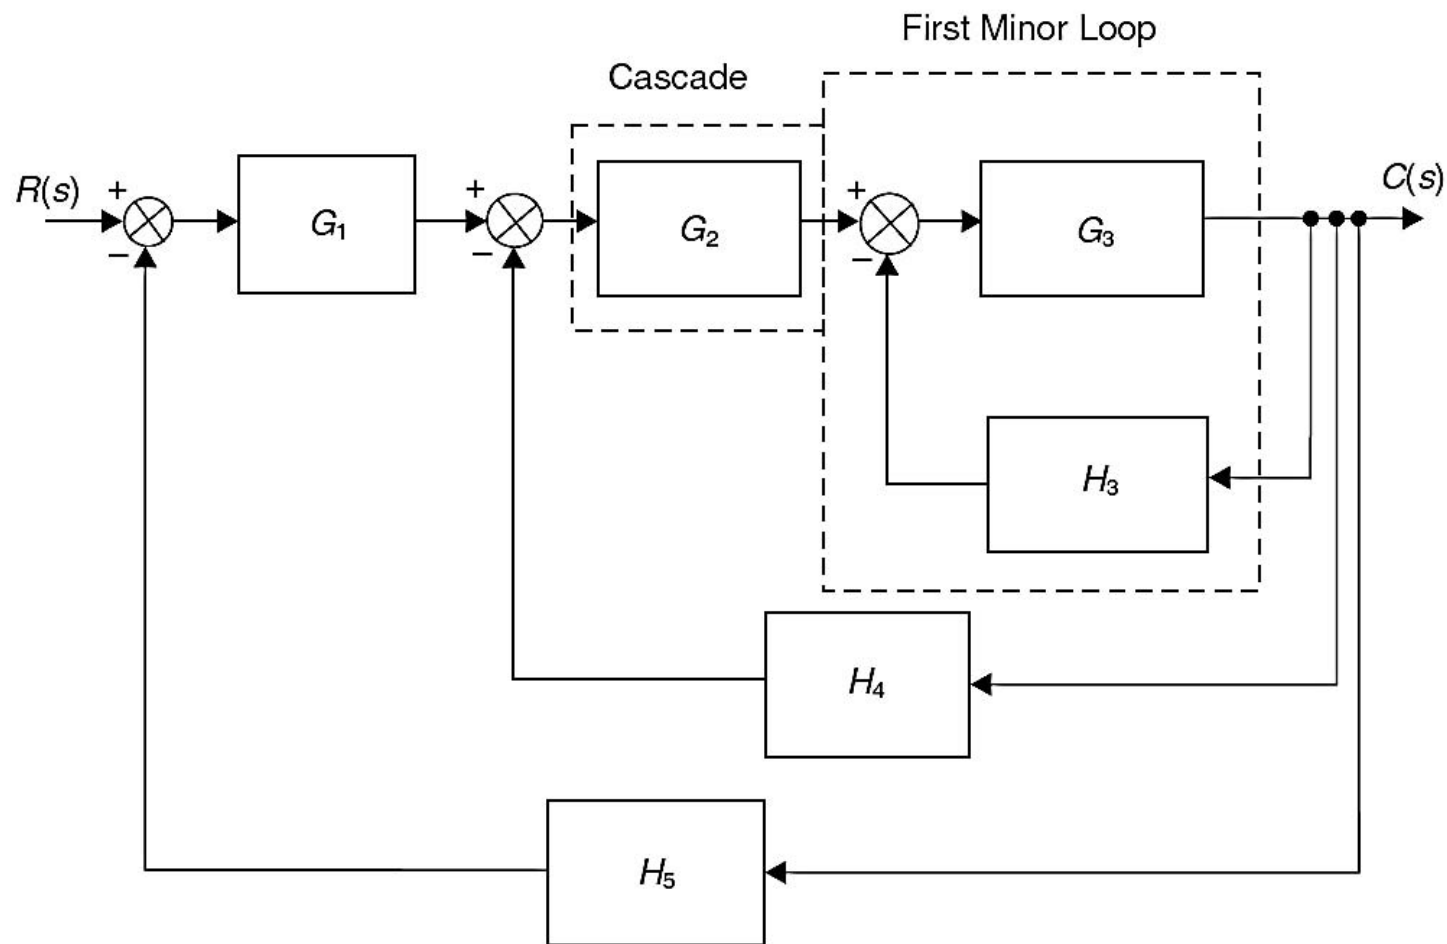 First Minor Loop
Cascade
R(s)
+
−
G₁
+
−
G₂
+
−
G₃
C(s)
H₃
H₄
H₅